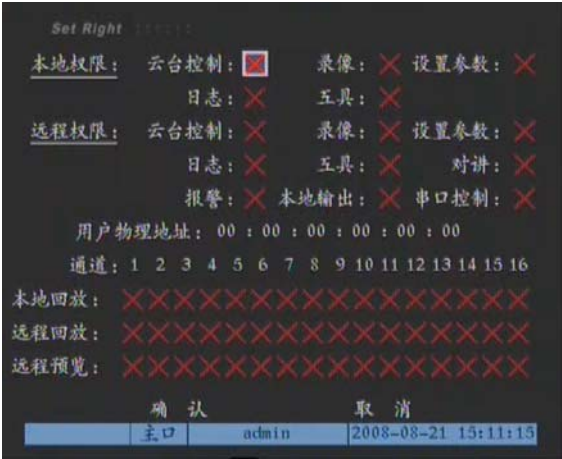 Set Right
本地权限: 云台控制: 录像: 设置参数:
日志: 工具:
远程权限: 云台控制: 录像: 设置参数:
日志: 工具: 对讲:
报警: 本地输出: 串口控制:
用户物理地址: 00 : 00 : 00 : 00 : 00 : 00
通道: 1 2 3 4 5 6 7 8 9 10 11 12 13 14 15 16
本地回放:
远程回放:
远程预览:
确 认 取 消
主口 admin 2008-08-21 15:11:15